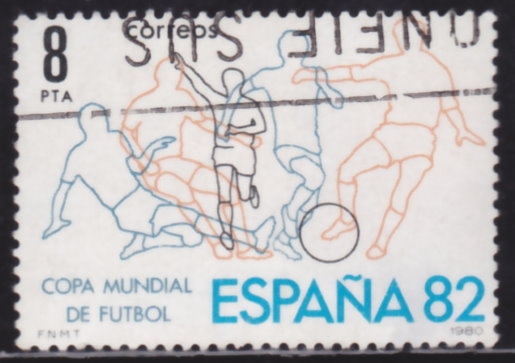 8
PTA
Correos
COPA MUNDIAL
DE FUTBOL
ESPAÑA 82
F.N.M.T.
1980